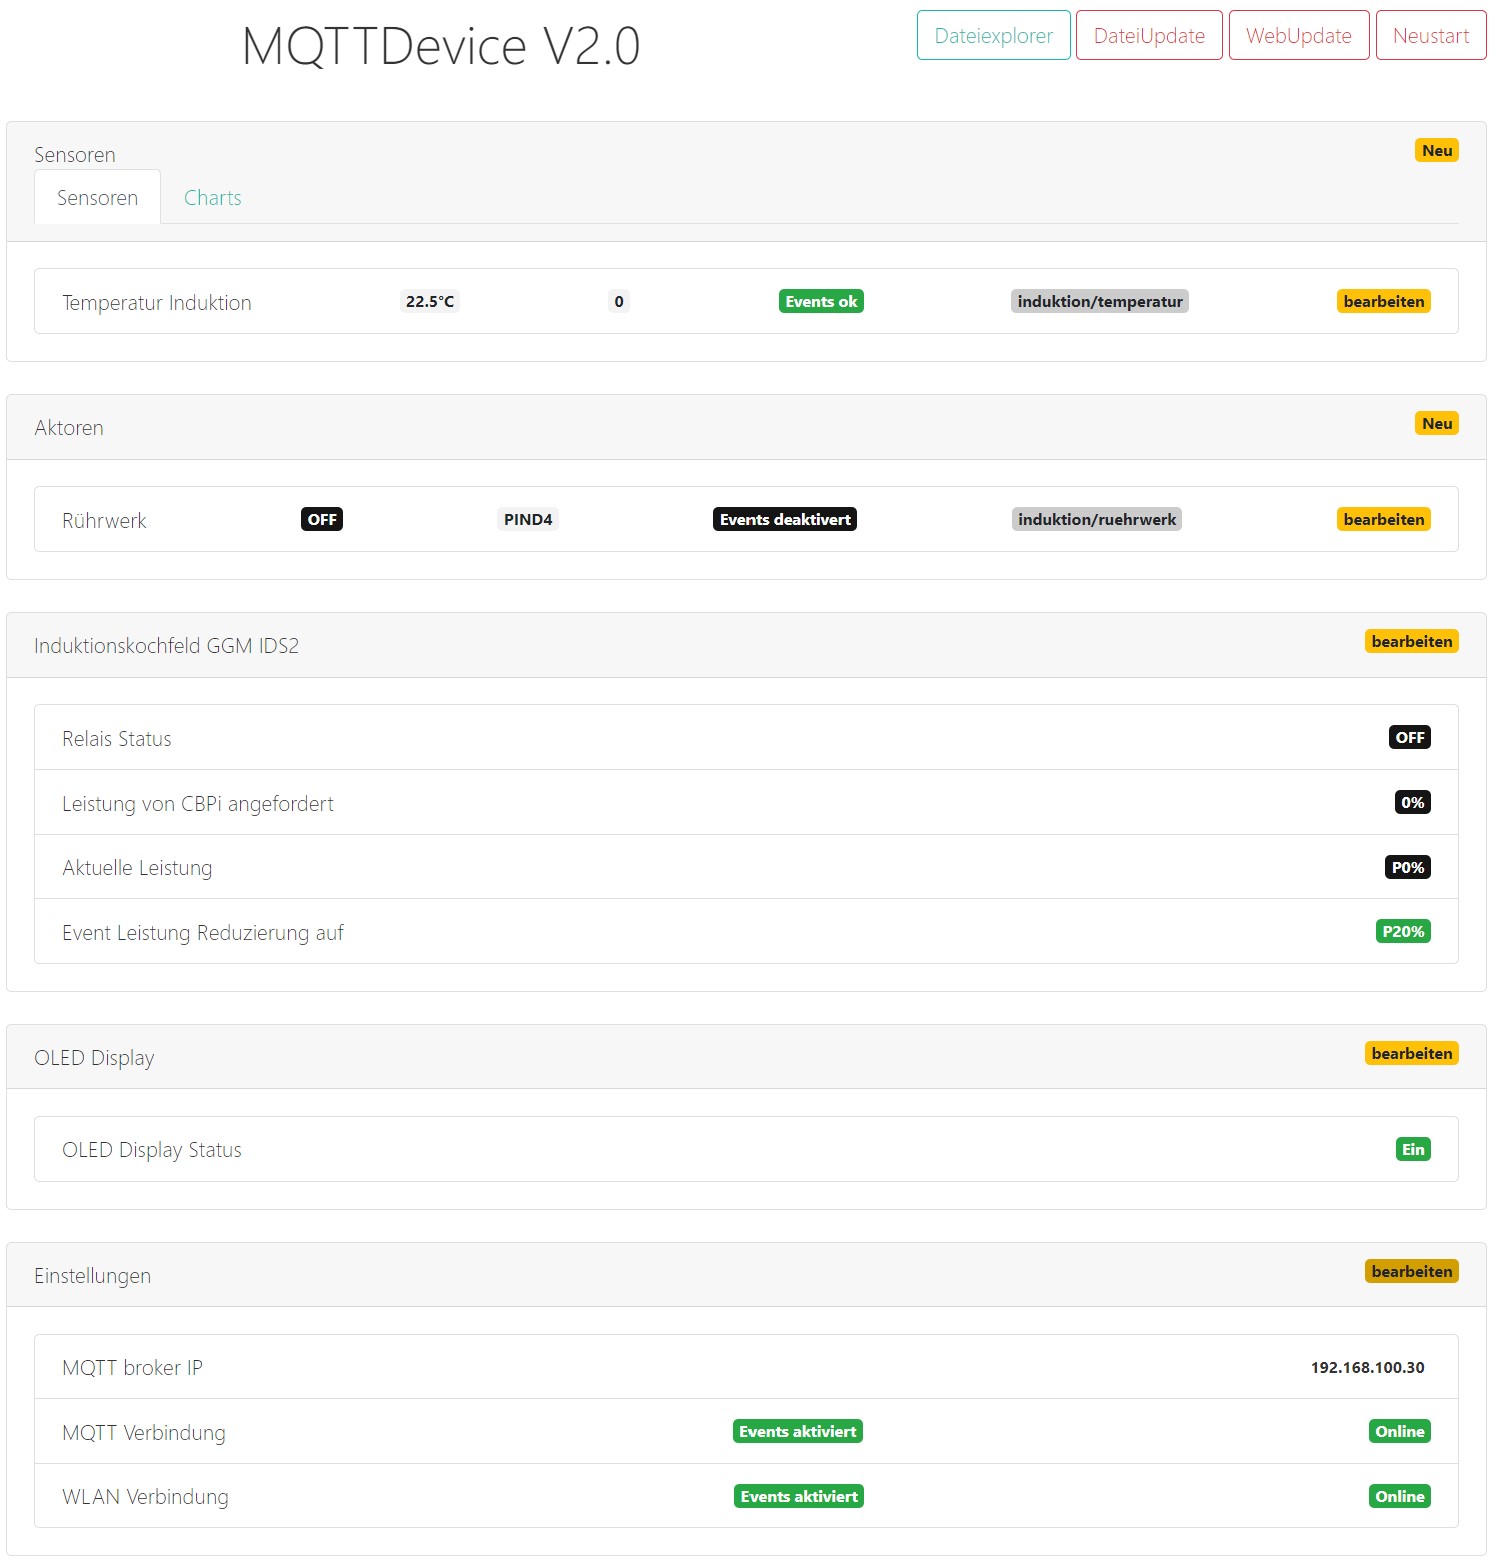 MQTTDevice V2.0
Dateiexplorer DateiUpdate WebUpdate Neustart
Sensoren Neu
Sensoren Charts
Temperatur Induktion 22.5°C 0 Events ok induktion/temperatur bearbeiten
Aktoren Neu
Rührwerk OFF PIND4 Events deaktivert induktion/ruehrwerk bearbeiten
Induktionskochfeld GGM IDS2 bearbeiten
Relais Status OFF
Leistung von CBPi angefordert 0%
Aktuelle Leistung P0%
Event Leistung Reduzierung auf P20%
OLED Display bearbeiten
OLED Display Status Ein
Einstellungen bearbeiten
MQTT broker IP 192.168.100.30
MQTT Verbindung Events aktiviert Online
WLAN Verbindung Events aktiviert Online